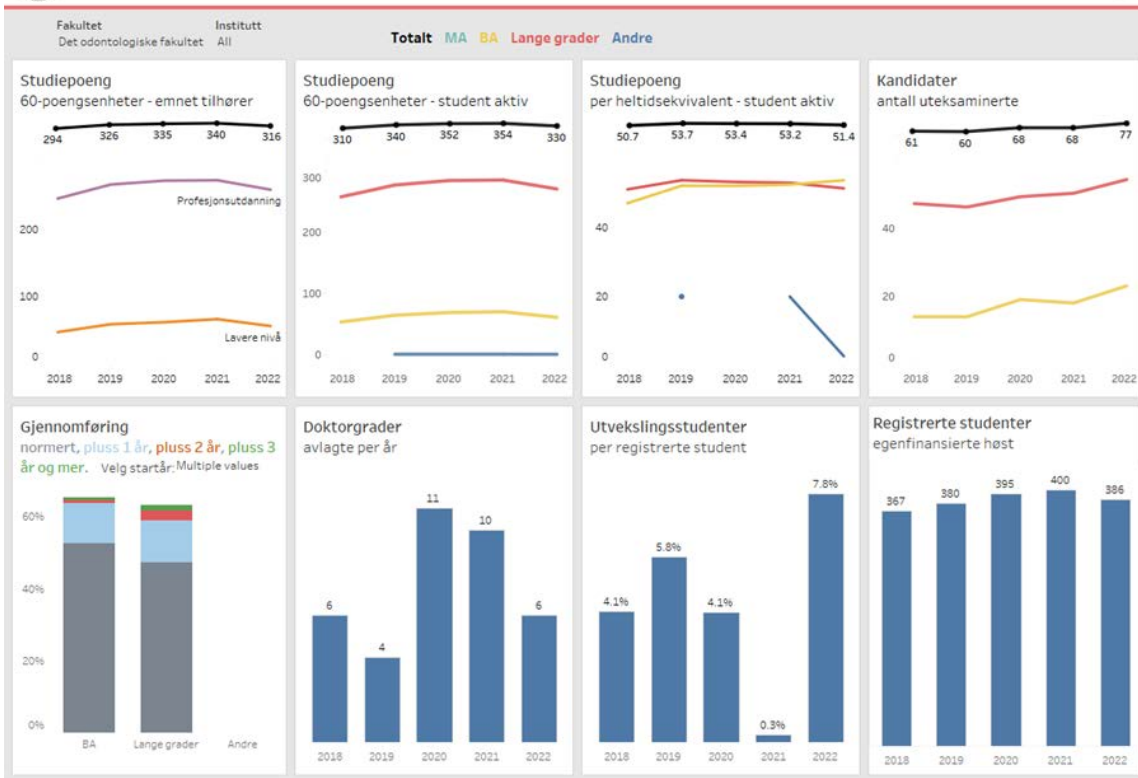 Fakultet Institutt
Det odontologiske fakultet All
Totalt MA BA Lange grader Andre
Studiepoeng
60-poengsenheter - emnet tilhører
294 326 335 340 316
Profesjonsutdanning
200
100
Lavere nivå
0
2018 2019 2020 2021 2022
Studiepoeng
60-poengsenheter - student aktiv
310 340 352 354 330
300
200
100
0
2018 2019 2020 2021 2022
Studiepoeng
per heltidsekvivalent - student aktiv
50.7 53.7 53.4 53.2 51.4
40
20
0
2018 2019 2020 2021 2022
Kandidater
antall uteksaminerte
61 60 68 68 77
40
20
0
2018 2019 2020 2021 2022
Gjennomføring
normert, pluss 1 år, pluss 2 år, pluss 3
år og mer. Velg startår: Multiple values
60%
40%
20%
0%
BA Lange grader Andre
Doktorgrader
avlagte per år
6 4 11 10 6
2018 2019 2020 2021 2022
Utvekslingsstudenter
per registrerte student
4.1% 5.8% 4.1% 0.3% 7.8%
2018 2019 2020 2021 2022
Registrerte studenter
egenfinansierte høst
367 380 395 400 386
2018 2019 2020 2021 2022